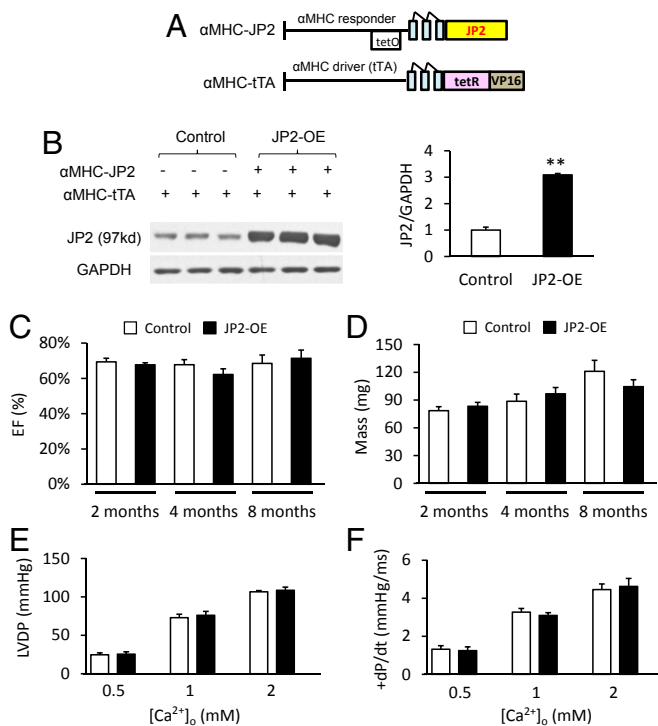 A
αMHC-JP2
αMHC responder
tetO
JP2
αMHC-tTA
αMHC driver (tTA)
tetR
VP16
B
Control
JP2-OE
αMHC-JP2
- - - + + +
αMHC-tTA
+ + + + + +
JP2 (97kd)
GAPDH
JP2/GAPDH
4
3
2
1
0
**
Control
JP2-OE
C
Control
JP2-OE
EF (%)
80%
60%
40%
20%
0%
2 months
4 months
8 months
D
Control
JP2-OE
Mass (mg)
150
120
90
60
30
0
2 months
4 months
8 months
E
LVDP (mmHg)
150
100
50
0
0.5
1
2
[Ca²⁺]ₒ (mM)
F
+dP/dt (mmHg/ms)
6
4
2
0
0.5
1
2
[Ca²⁺]ₒ (mM)